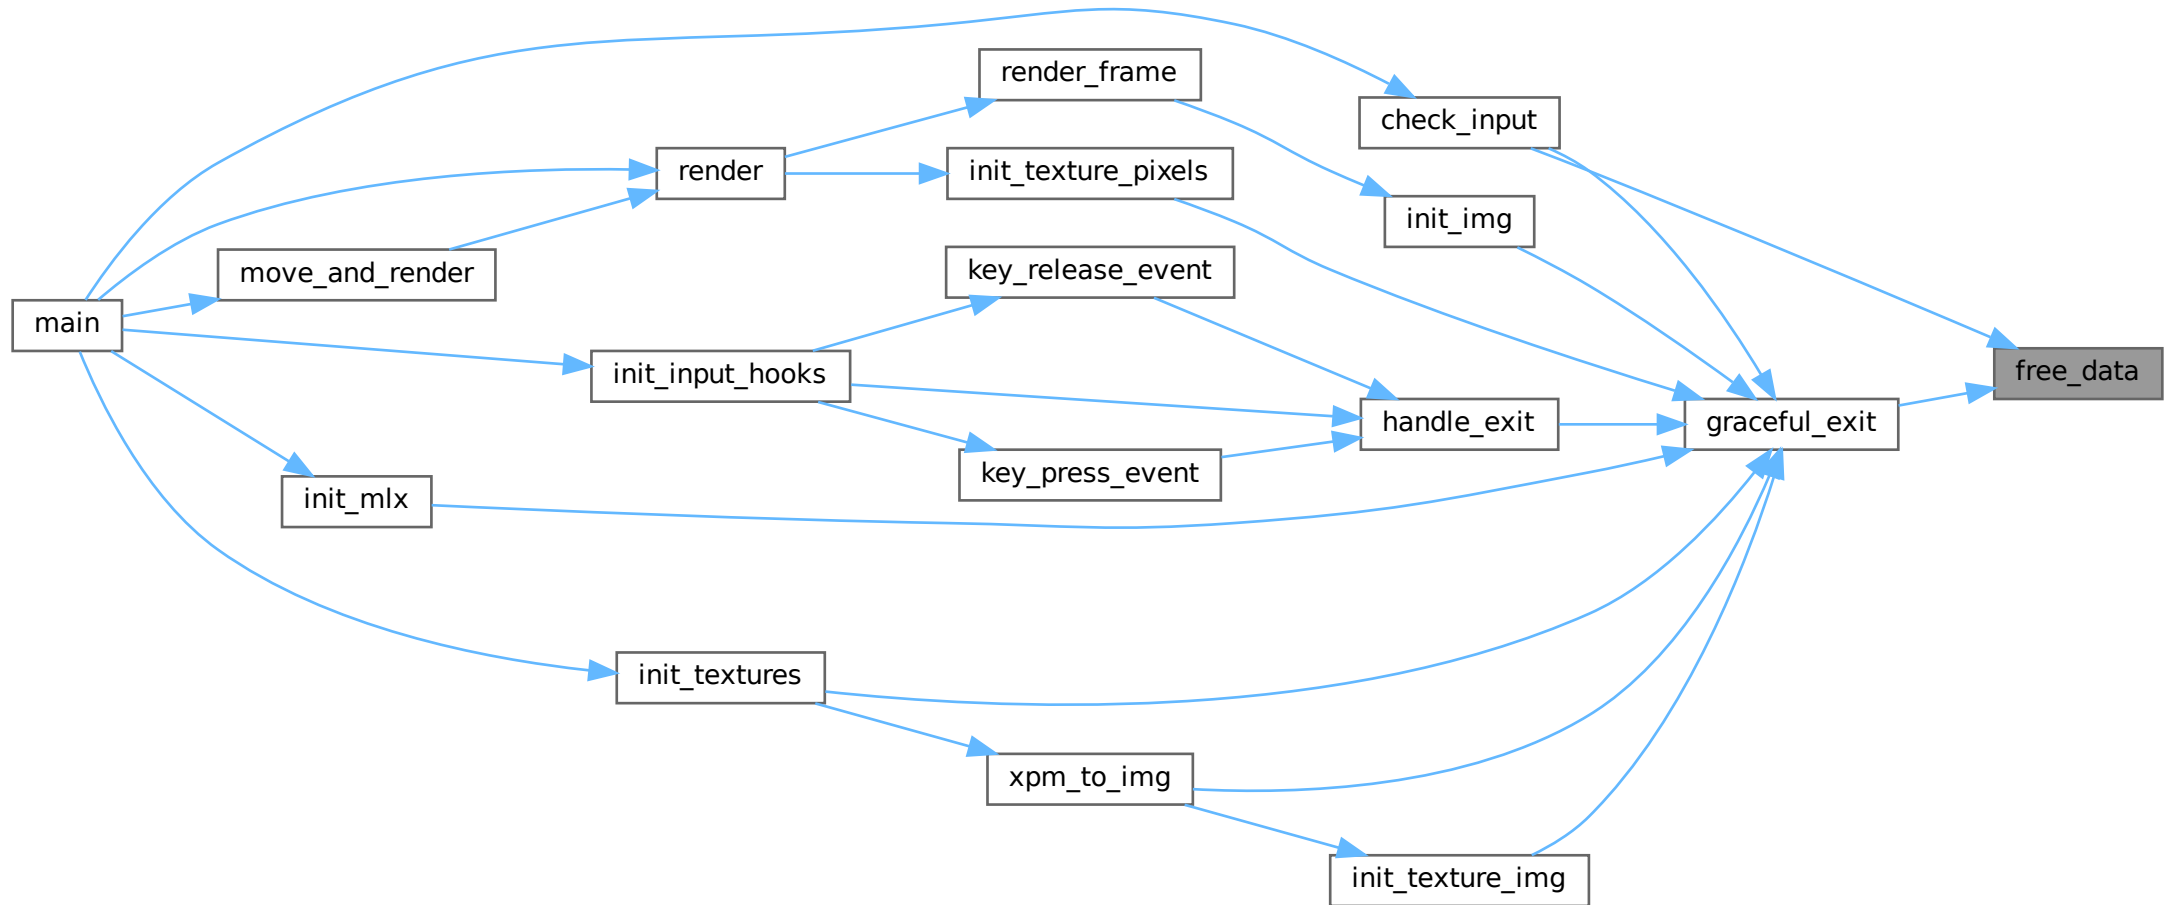 render_frame
check_input
render
init_texture_pixels
init_img
key_release_event
move_and_render
main
init_input_hooks
free_data
handle_exit
graceful_exit
key_press_event
init_mlx
init_textures
xpm_to_img
init_texture_img